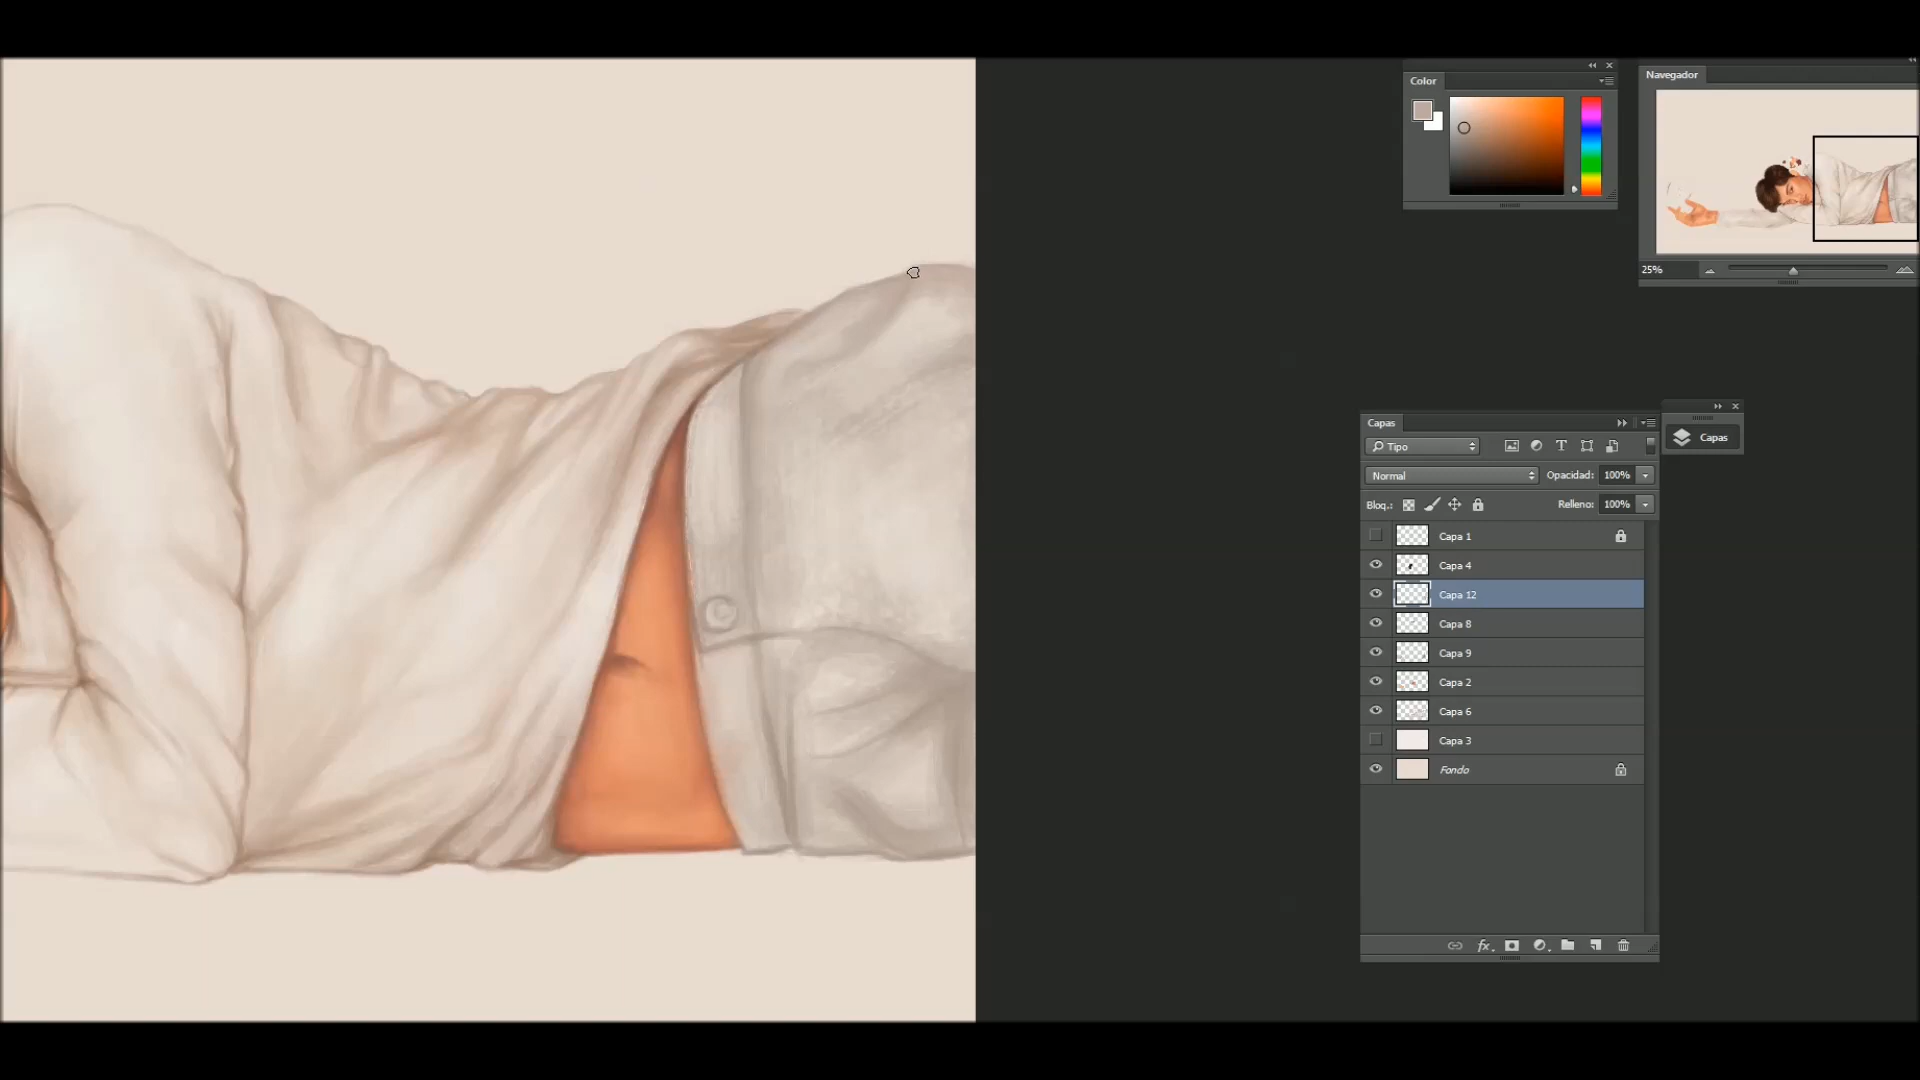 Color
Navegador
25%
Capas
Capas
Tipo
Normal
Opacidad: 100%
Bloq.:
Relleno: 100%
Capa 1
Capa 4
Capa 12
Capa 8
Capa 9
Capa 2
Capa 6
Capa 3
Fondo